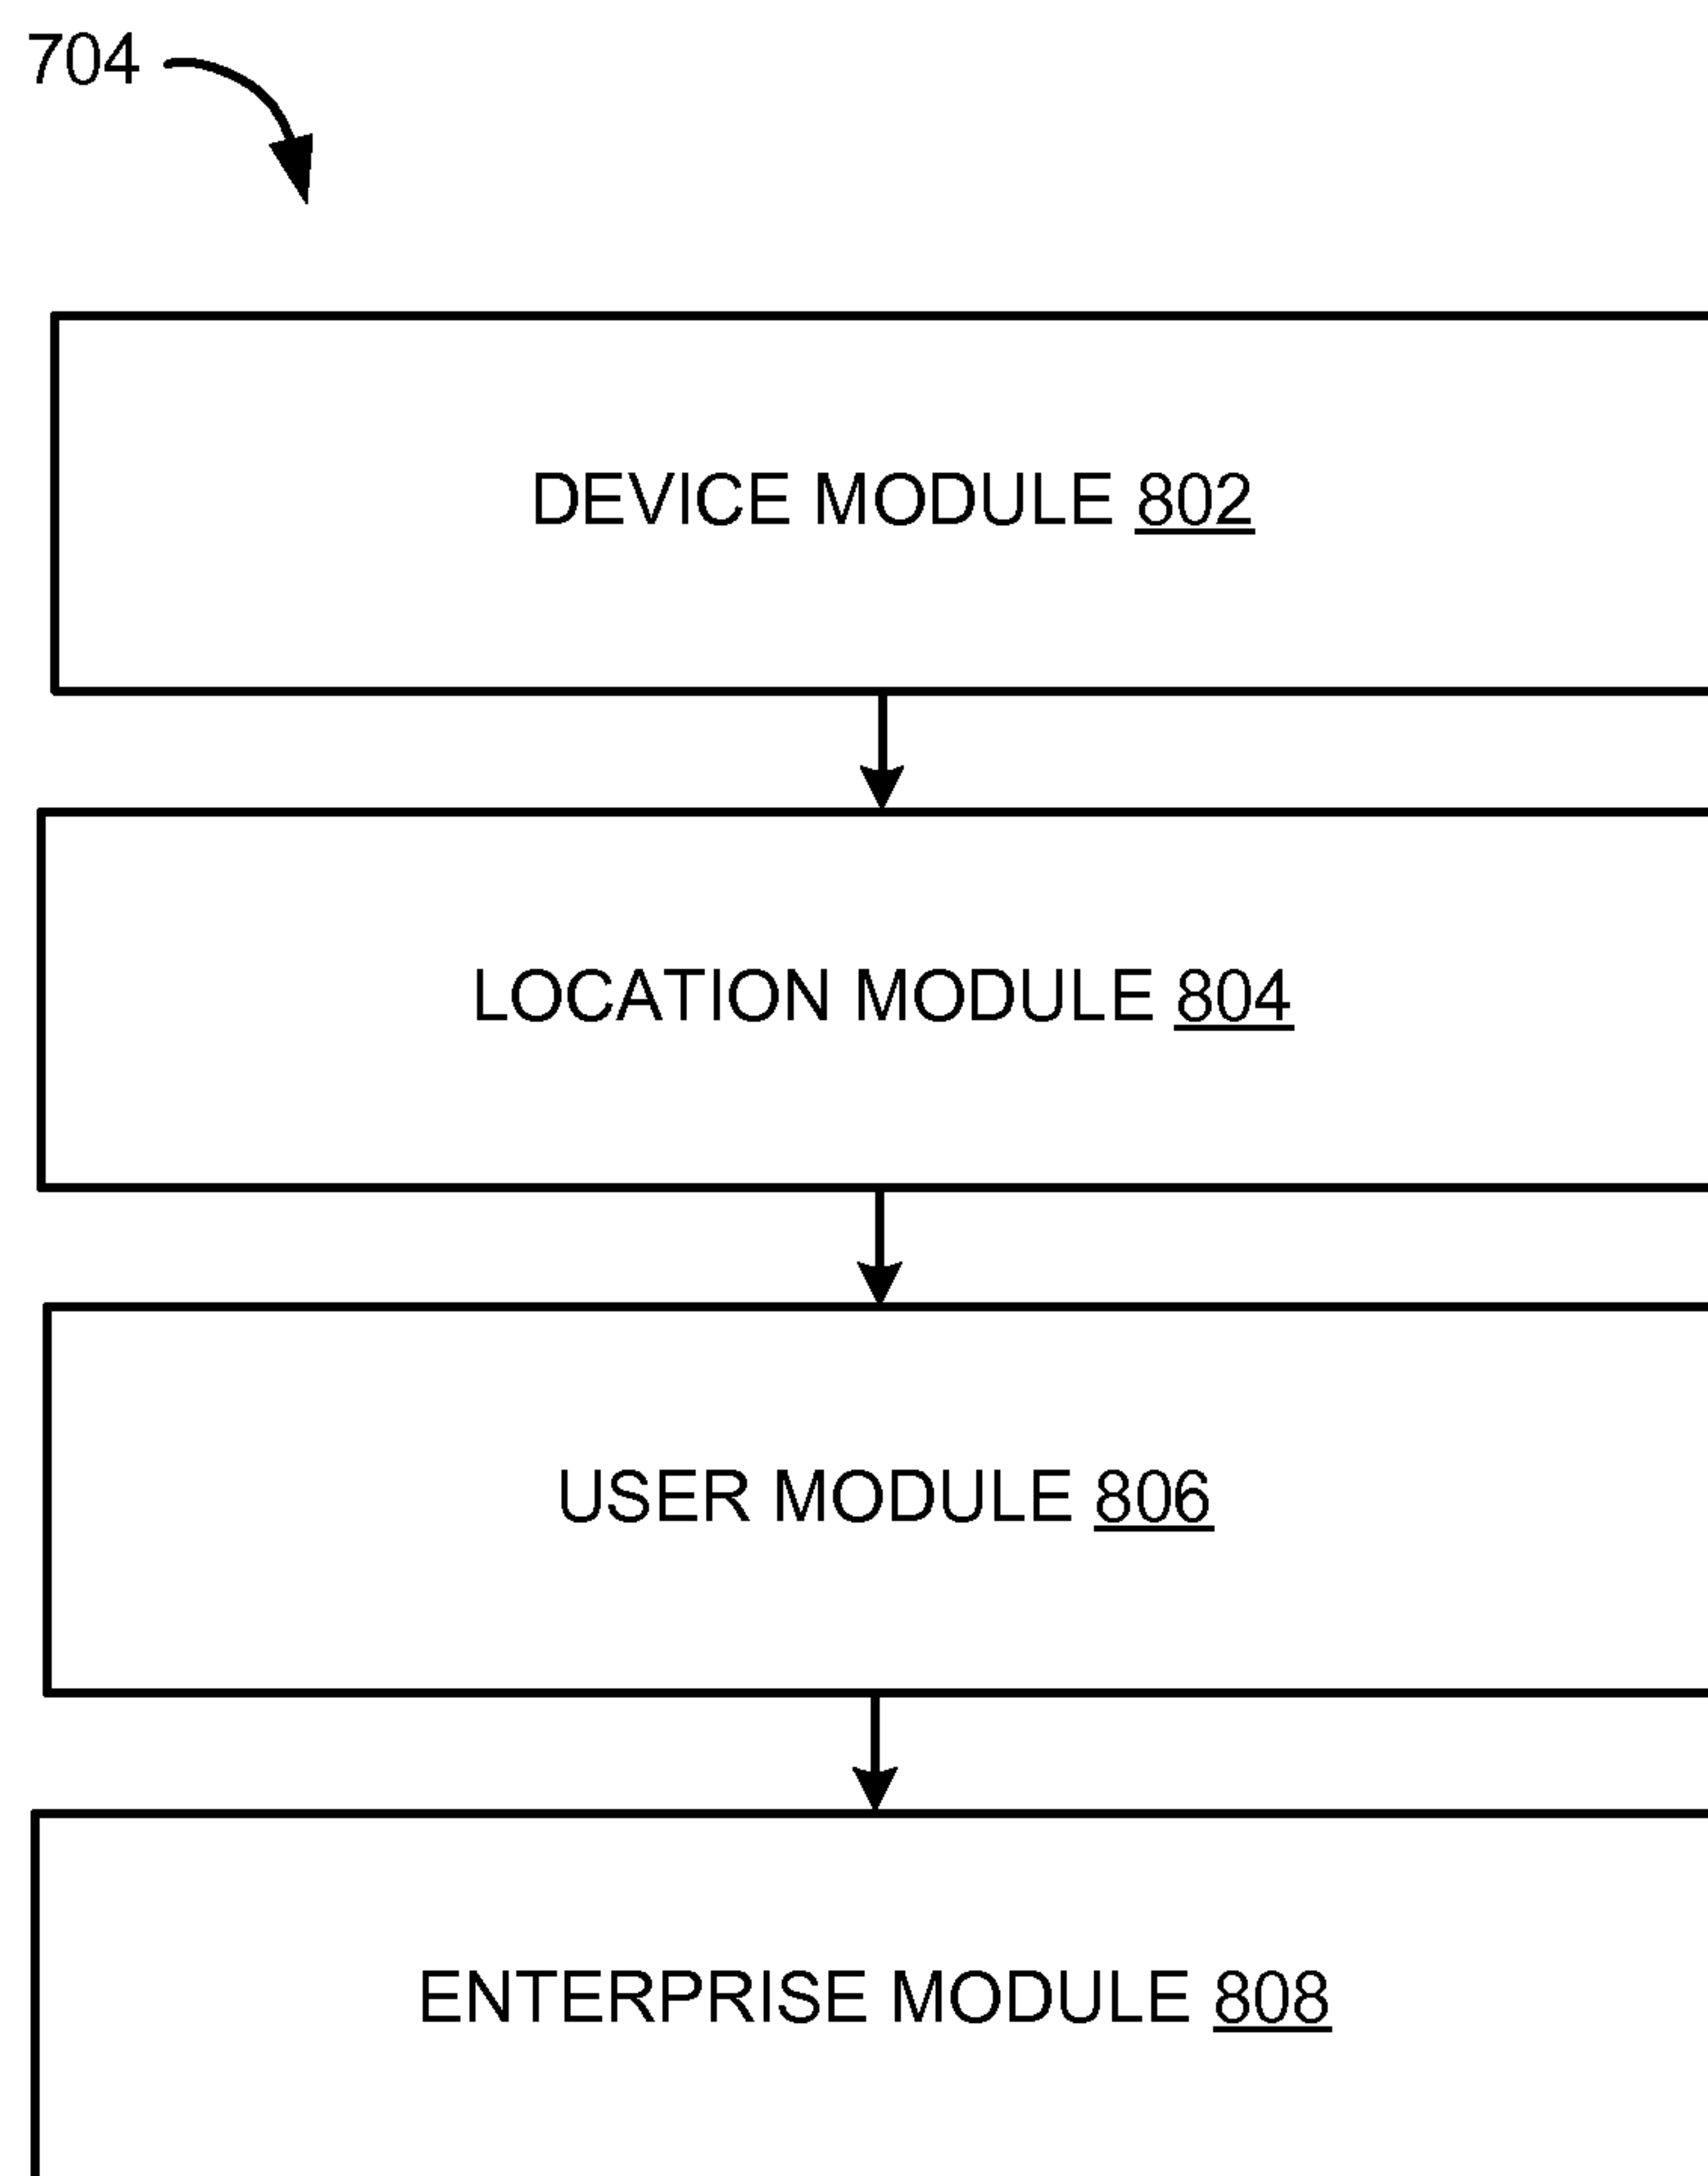 704
DEVICE MODULE 802
LOCATION MODULE 804
USER MODULE 806
ENTERPRISE MODULE 808